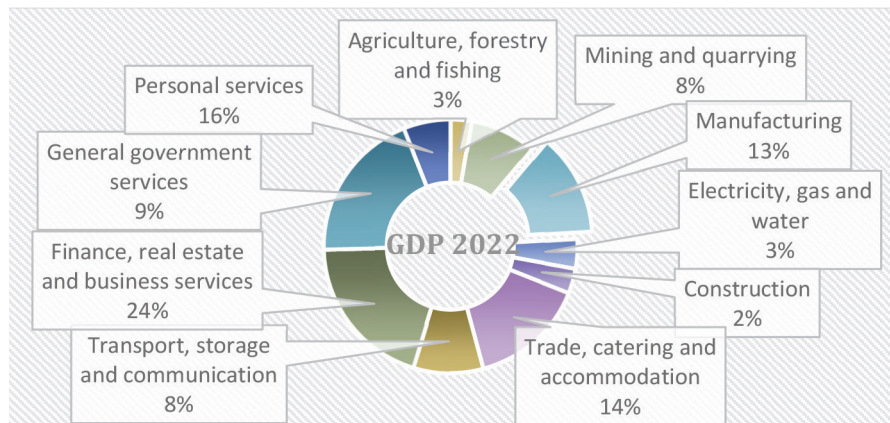 Agriculture, forestry
and fishing
3%
Mining and quarrying
8%
Manufacturing
13%
Electricity, gas and
water
3%
Construction
2%
Trade, catering and
accommodation
14%
Transport, storage
and communication
8%
Finance, real estate
and business services
24%
General government
services
9%
Personal services
16%
GDP 2022